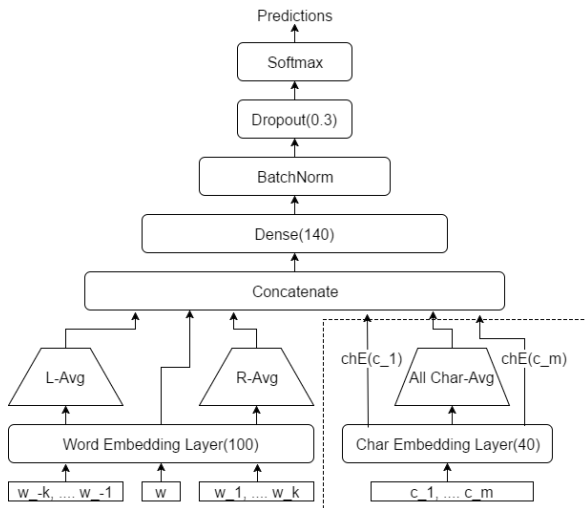 Predictions
Softmax
Dropout(0.3)
BatchNorm
Dense(140)
Concatenate
L-Avg
R-Avg
chE(c_1)
All Char-Avg
chE(c_m)
Word Embedding Layer(100)
Char Embedding Layer(40)
w_-k, .... w_-1
w
w_1, .... w_k
c_1, .... c_m